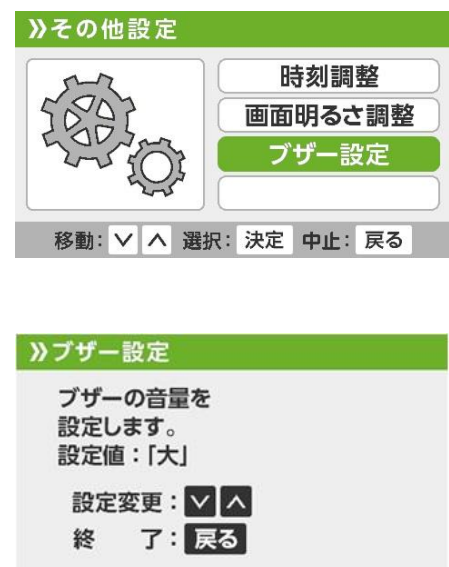 》その他設定
時刻調整
画面明るさ調整
ブザー設定
移動: ∨ ∧ 選択: 決定 中止: 戻る
》ブザー設定
ブザーの音量を
設定します。
設定値：「大」
設定変更：∨ ∧
終　了：戻る